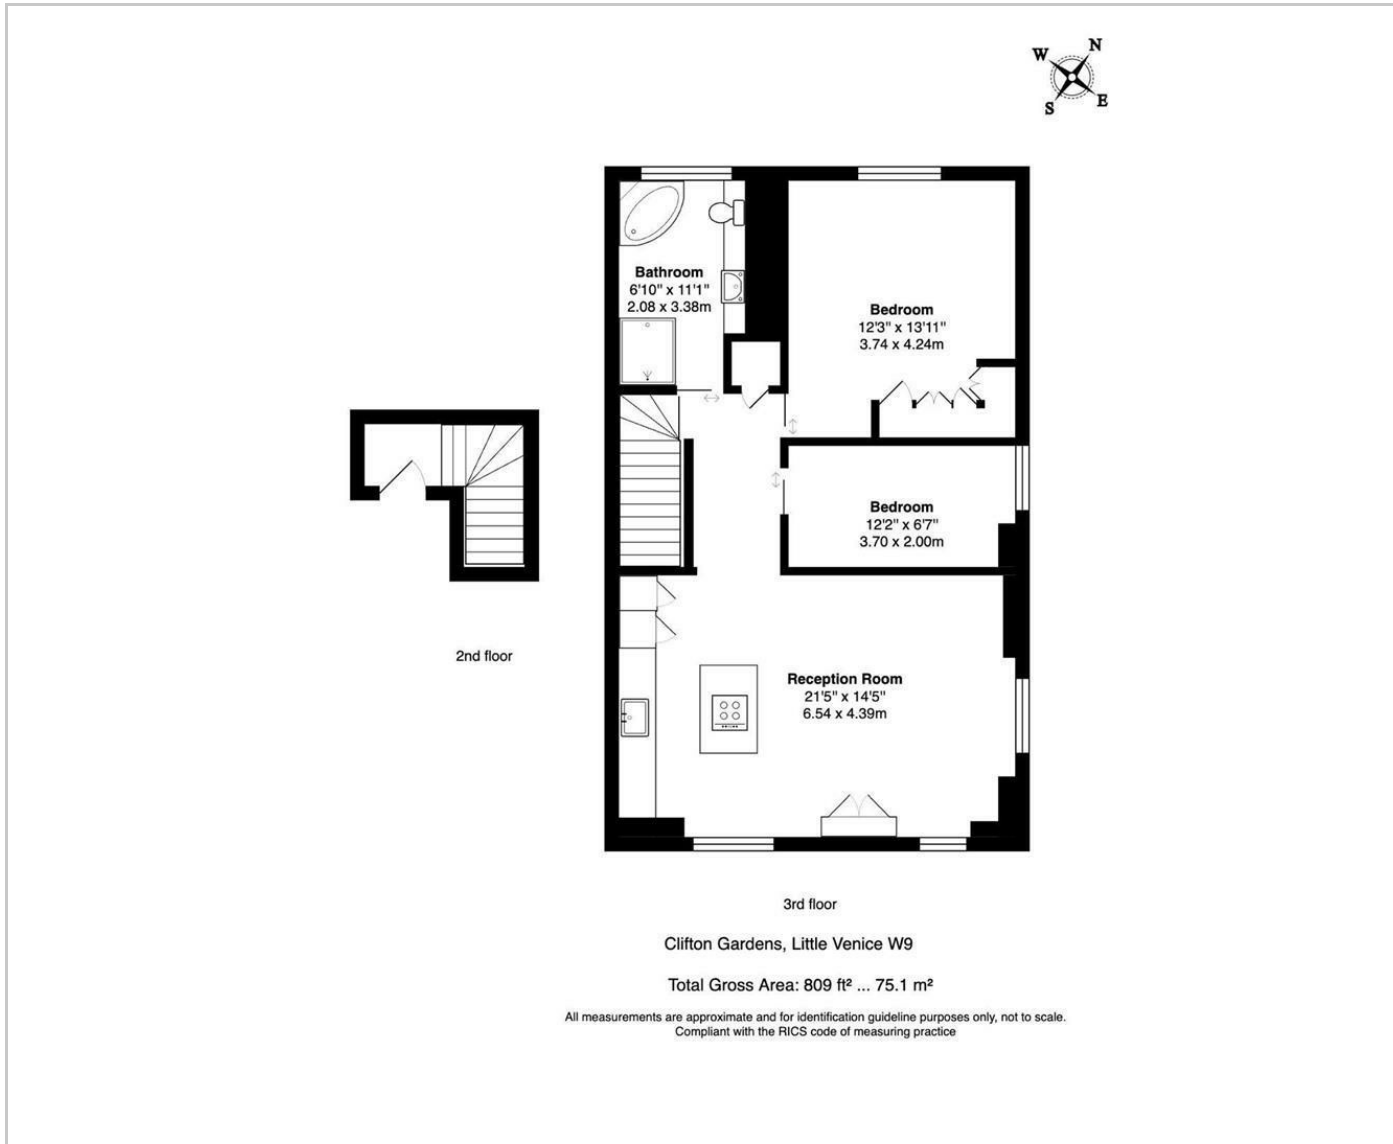 W N
S E
Bathroom
6'10" x 11'1"
2.08 x 3.38m
Bedroom
12'3" x 13'11"
3.74 x 4.24m
Bedroom
12'2" x 6'7"
3.70 x 2.00m
2nd floor
Reception Room
21'5" x 14'5"
6.54 x 4.39m
3rd floor
Clifton Gardens, Little Venice W9
Total Gross Area: 809 ft² ... 75.1 m²
All measurements are approximate and for identification guideline purposes only, not to scale.
Compliant with the RICS code of measuring practice